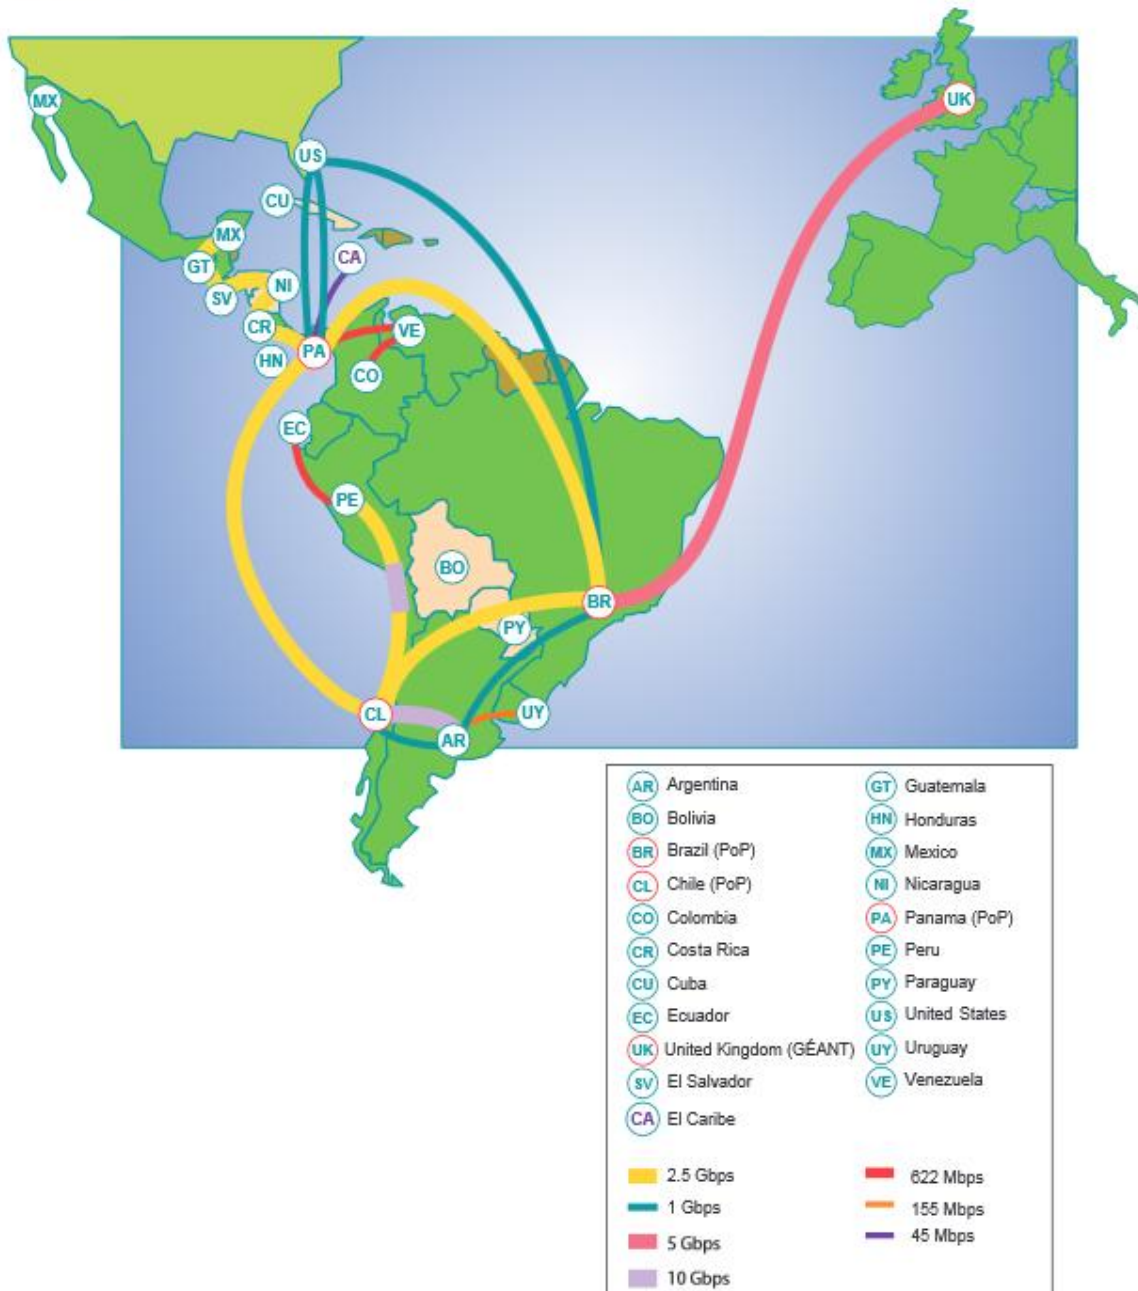 UK
MX
US
CU
MX
CA
GT
NI
SV
CR
VE
PA
HN
CO
EC
PE
BO
BR
PY
CL
UY
AR
AR Argentina
BO Bolivia
BR Brazil (PoP)
CL Chile (PoP)
CO Colombia
CR Costa Rica
CU Cuba
EC Ecuador
UK United Kingdom (GÉANT)
SV El Salvador
CA El Caribe
GT Guatemala
HN Honduras
MX Mexico
NI Nicaragua
PA Panama (PoP)
PE Peru
PY Paraguay
US United States
UY Uruguay
VE Venezuela
2.5 Gbps
1 Gbps
5 Gbps
10 Gbps
622 Mbps
155 Mbps
45 Mbps